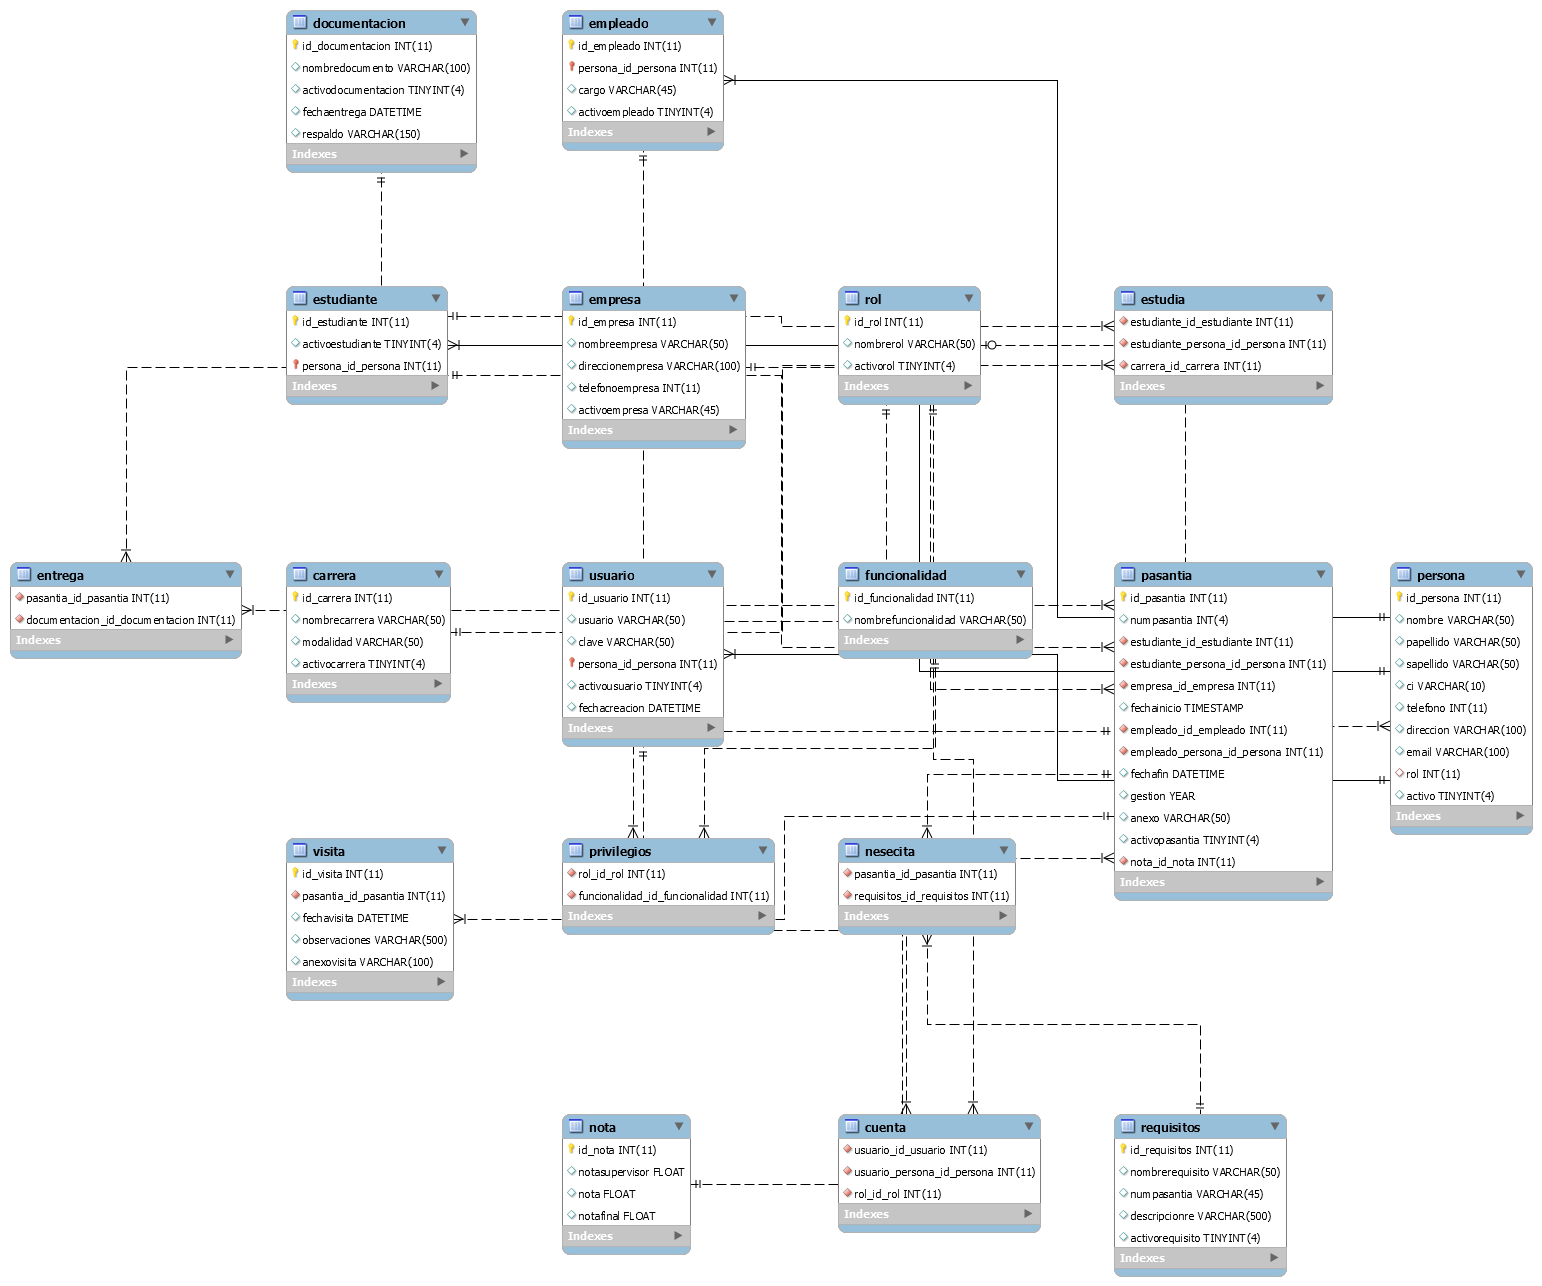 documentacion
id_documentacion INT(11)
nombredocumento VARCHAR(100)
activodocumentacion TINYINT(4)
fechaentrega DATETIME
respaldo VARCHAR(150)
Indexes
empleado
id_empleado INT(11)
persona_id_persona INT(11)
cargo VARCHAR(45)
activoempleado TINYINT(4)
Indexes
estudiante
id_estudiante INT(11)
activoestudiante TINYINT(4)
persona_id_persona INT(11)
Indexes
empresa
id_empresa INT(11)
nombreempresa VARCHAR(50)
direccionempresa VARCHAR(100)
telefonoempresa INT(11)
activoempresa VARCHAR(45)
Indexes
rol
id_rol INT(11)
nombrerol VARCHAR(50)
activorol TINYINT(4)
Indexes
estudia
estudiante_id_estudiante INT(11)
estudiante_persona_id_persona INT(11)
carrera_id_carrera INT(11)
Indexes
entrega
pasantia_id_pasantia INT(11)
documentacion_id_documentacion INT(11)
Indexes
carrera
id_carrera INT(11)
nombrecarrera VARCHAR(50)
modalidad VARCHAR(50)
activocarrera TINYINT(4)
Indexes
usuario
id_usuario INT(11)
usuario VARCHAR(50)
clave VARCHAR(50)
persona_id_persona INT(11)
activousuario TINYINT(4)
fechacreacion DATETIME
Indexes
funcionalidad
id_funcionalidad INT(11)
nombrefuncionalidad VARCHAR(50)
Indexes
pasantia
id_pasantia INT(11)
numpasantia INT(4)
estudiante_id_estudiante INT(11)
estudiante_persona_id_persona INT(11)
empresa_id_empresa INT(11)
fechainicio TIMESTAMP
empleado_id_empleado INT(11)
empleado_persona_id_persona INT(11)
fechafin DATETIME
gestion YEAR
anexo VARCHAR(50)
activopasantia TINYINT(4)
nota_id_nota INT(11)
Indexes
persona
id_persona INT(11)
nombre VARCHAR(50)
papellido VARCHAR(50)
sapellido VARCHAR(50)
ci VARCHAR(10)
telefono INT(11)
direccion VARCHAR(100)
email VARCHAR(100)
rol INT(11)
activo TINYINT(4)
Indexes
visita
id_visita INT(11)
pasantia_id_pasantia INT(11)
fechavisita DATETIME
observaciones VARCHAR(500)
anexovisita VARCHAR(100)
Indexes
privilegios
rol_id_rol INT(11)
funcionalidad_id_funcionalidad INT(11)
Indexes
nesecita
pasantia_id_pasantia INT(11)
requisitos_id_requisitos INT(11)
Indexes
nota
id_nota INT(11)
notasupervisor FLOAT
nota FLOAT
notafinal FLOAT
Indexes
cuenta
usuario_id_usuario INT(11)
usuario_persona_id_persona INT(11)
rol_id_rol INT(11)
Indexes
requisitos
id_requisitos INT(11)
nombrerequisito VARCHAR(50)
numpasantia VARCHAR(45)
descripcionre VARCHAR(500)
activorequisito TINYINT(4)
Indexes